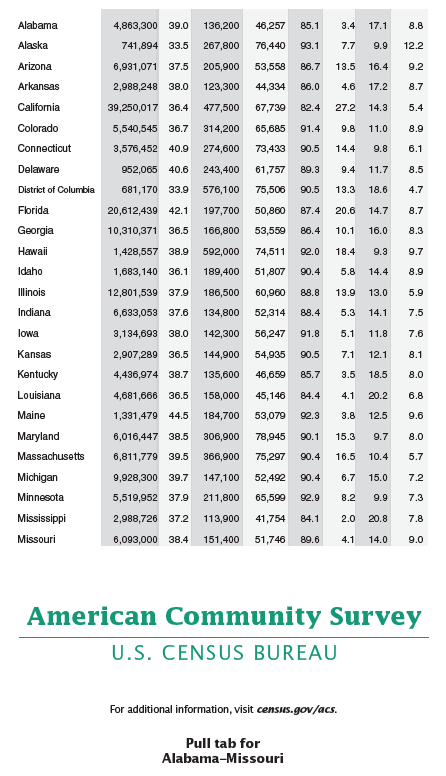 Alabama 4,863,300 39.0 136,200 46,257 85.1 3.4 17.1 8.8
Alaska 741,894 33.5 267,800 76,440 93.1 7.7 9.9 12.2
Arizona 6,931,071 37.5 205,900 53,558 86.7 13.5 16.4 9.2
Arkansas 2,988,248 38.0 123,300 44,334 86.0 4.6 17.2 8.7
California 39,250,017 36.4 477,500 67,739 82.4 27.2 14.3 5.4
Colorado 5,540,545 36.7 314,200 65,685 91.4 9.8 11.0 8.9
Connecticut 3,576,452 40.9 274,600 73,433 90.5 14.4 9.8 6.1
Delaware 952,065 40.6 243,400 61,757 89.3 9.4 11.7 8.5
District of Columbia 681,170 33.9 576,100 75,506 90.5 13.3 18.6 4.7
Florida 20,612,439 42.1 197,700 50,860 87.4 20.6 14.7 8.7
Georgia 10,310,371 36.5 166,800 53,559 86.4 10.1 16.0 8.3
Hawaii 1,428,557 38.9 592,000 74,511 92.0 18.4 9.3 9.7
Idaho 1,683,140 36.1 189,400 51,807 90.4 5.8 14.4 8.9
Illinois 12,801,539 37.9 186,500 60,960 88.8 13.9 13.0 5.9
Indiana 6,633,053 37.6 134,800 52,314 88.4 5.3 14.1 7.5
Iowa 3,134,693 38.0 142,300 56,247 91.8 5.1 11.8 7.6
Kansas 2,907,289 36.5 144,900 54,935 90.5 7.1 12.1 8.1
Kentucky 4,436,974 38.7 135,600 46,659 85.7 3.5 18.5 8.0
Louisiana 4,681,666 36.5 158,000 45,146 84.4 4.1 20.2 6.8
Maine 1,331,479 44.5 184,700 53,079 92.3 3.8 12.5 9.6
Maryland 6,016,447 38.5 306,900 78,945 90.1 15.3 9.7 8.0
Massachusetts 6,811,779 39.5 366,900 75,297 90.4 16.5 10.4 5.7
Michigan 9,928,300 39.7 147,100 52,492 90.4 6.7 15.0 7.2
Minnesota 5,519,952 37.9 211,800 65,599 92.9 8.2 9.9 7.3
Mississippi 2,988,726 37.2 113,900 41,754 84.1 2.0 20.8 7.8
Missouri 6,093,000 38.4 151,400 51,746 89.6 4.1 14.0 9.0
American Community Survey
U.S. CENSUS BUREAU
For additional information, visit census.gov/acs.
Pull tab for
Alabama–Missouri